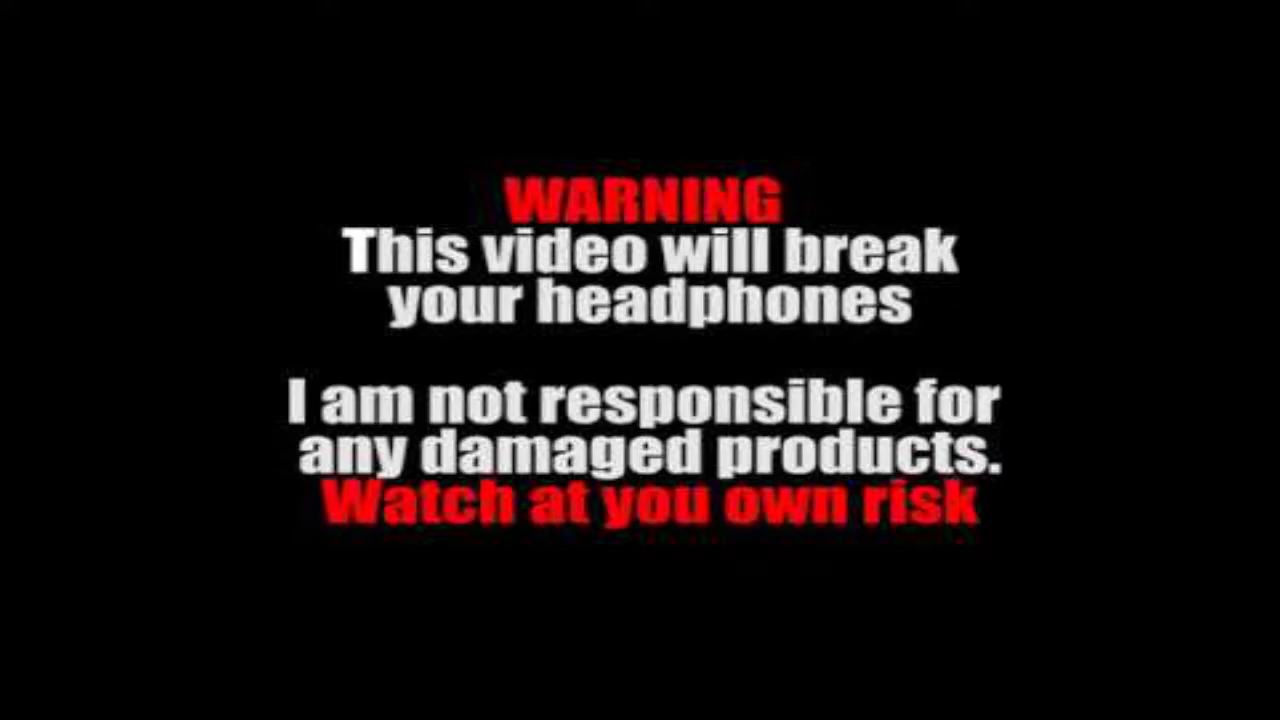 WARNING
This video will break
your headphones
I am not responsible for
any damaged products.
Watch at you own risk